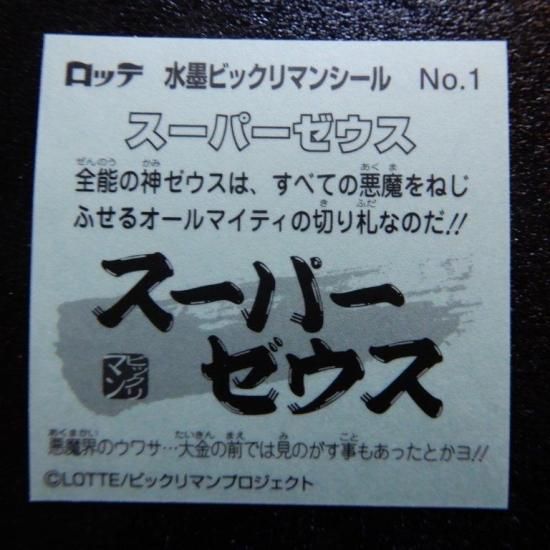 ロッテ 水墨ビックリマンシール No.1
スーパーゼウス
全能の神ゼウスは、すべての悪魔をねじ
ふせるオールマイティの切り札なのだ!!
スーパー
ゼウス
ビックリ
マン
悪魔界のウワサ…大金の前では見のがす事もあったとかヨ!!
©LOTTE/ビックリマンプロジェクト